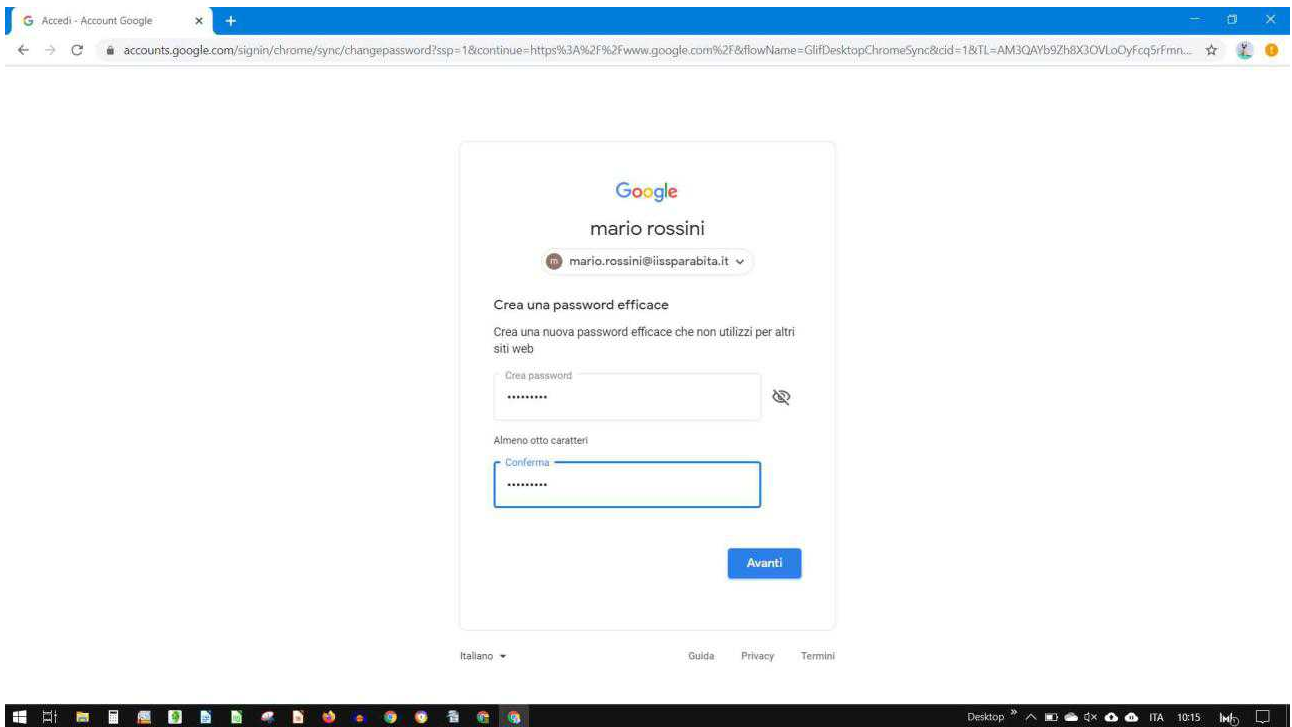 Accedi - Account Google
accounts.google.com/signin/chrome/sync/changepassword?ssp=1&continue=https%3A%2F%2Fwww.google.com%2F&flowName=GlifDesktopChromeSync&cid=1&TL=AM3QAYb9Zh8X3OVLoOyFcq5rFmn...
Google
mario rossini
m mario.rossini@iissparabita.it
Crea una password efficace
Crea una nuova password efficace che non utilizzi per altri
siti web
Crea password
•••••••••
Almeno otto caratteri
Conferma
•••••••••
Avanti
Italiano Guida Privacy Termini
Desktop ITA 10:15